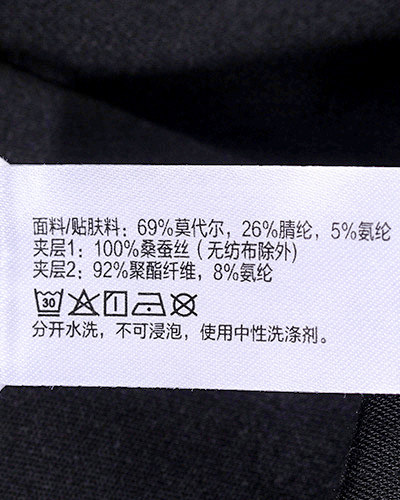 面料/贴肤料：69%莫代尔，26%腈纶，5%氨纶
夹层1：100%桑蚕丝（无纺布除外）
夹层2：92%聚酯纤维，8%氨纶
30
分开水洗，不可浸泡，使用中性洗涤剂。